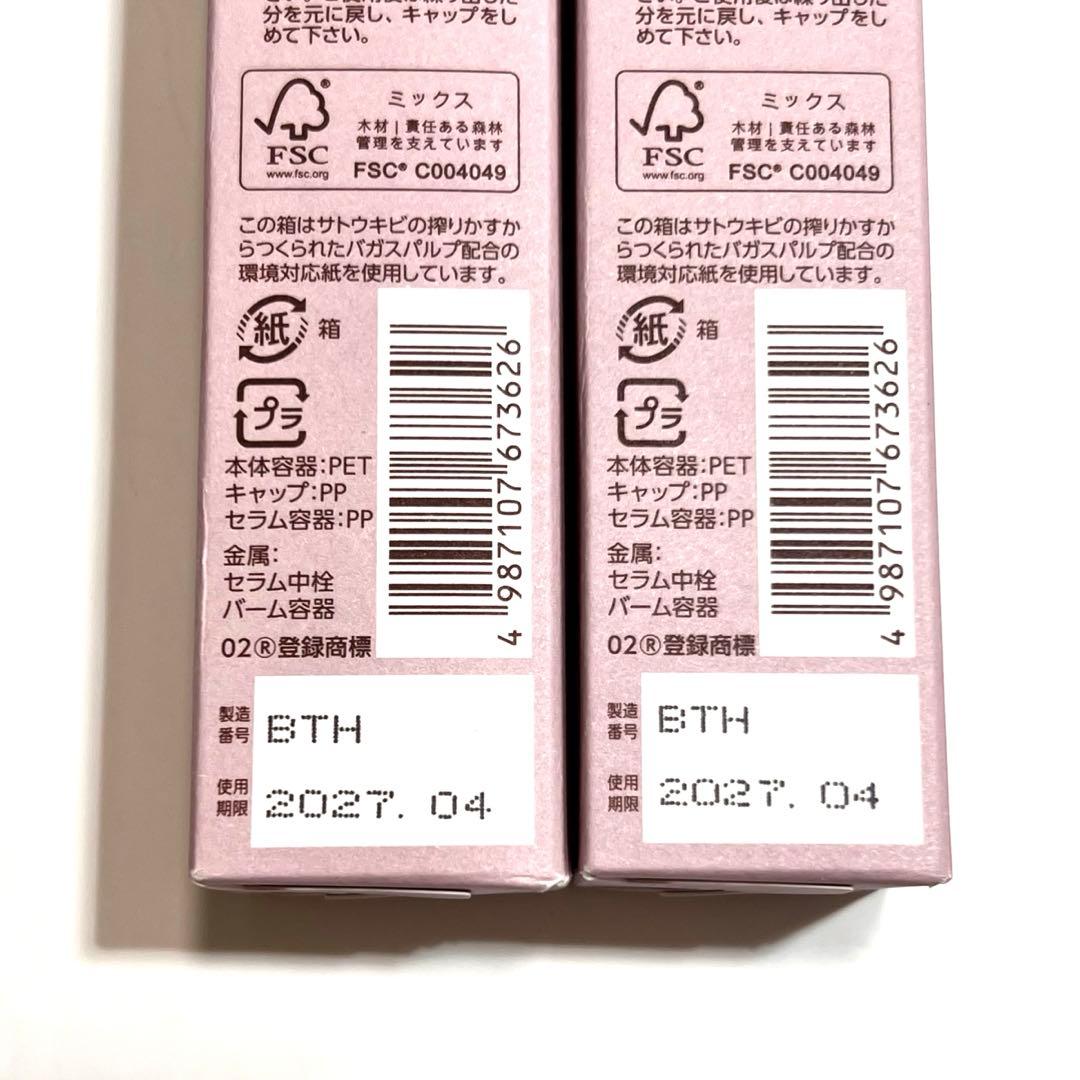 分を元に戻し、キャップをし
めて下さい。
FSC®
www.fsc.org
ミックス
木材|責任ある森林
管理を支えています
FSC® C004049
この箱はサトウキビの搾りかすか
らつくられたバガスパルプ配合の
環境対応紙を使用しています。
紙 箱
プラ
本体容器:PET
キャップ:PP
セラム容器:PP
金属:
セラム中栓
バーム容器
02®登録商標
4 987107 673626
製造
番号
BTH
使用
期限
2027.04
分を元に戻し、キャップをし
めて下さい。
FSC®
www.fsc.org
ミックス
木材|責任ある森林
管理を支えています
FSC® C004049
この箱はサトウキビの搾りかすか
らつくられたバガスパルプ配合の
環境対応紙を使用しています。
紙 箱
プラ
本体容器:PET
キャップ:PP
セラム容器:PP
金属:
セラム中栓
バーム容器
02®登録商標
4 987107 673626
製造
番号
BTH
使用
期限
2027.04